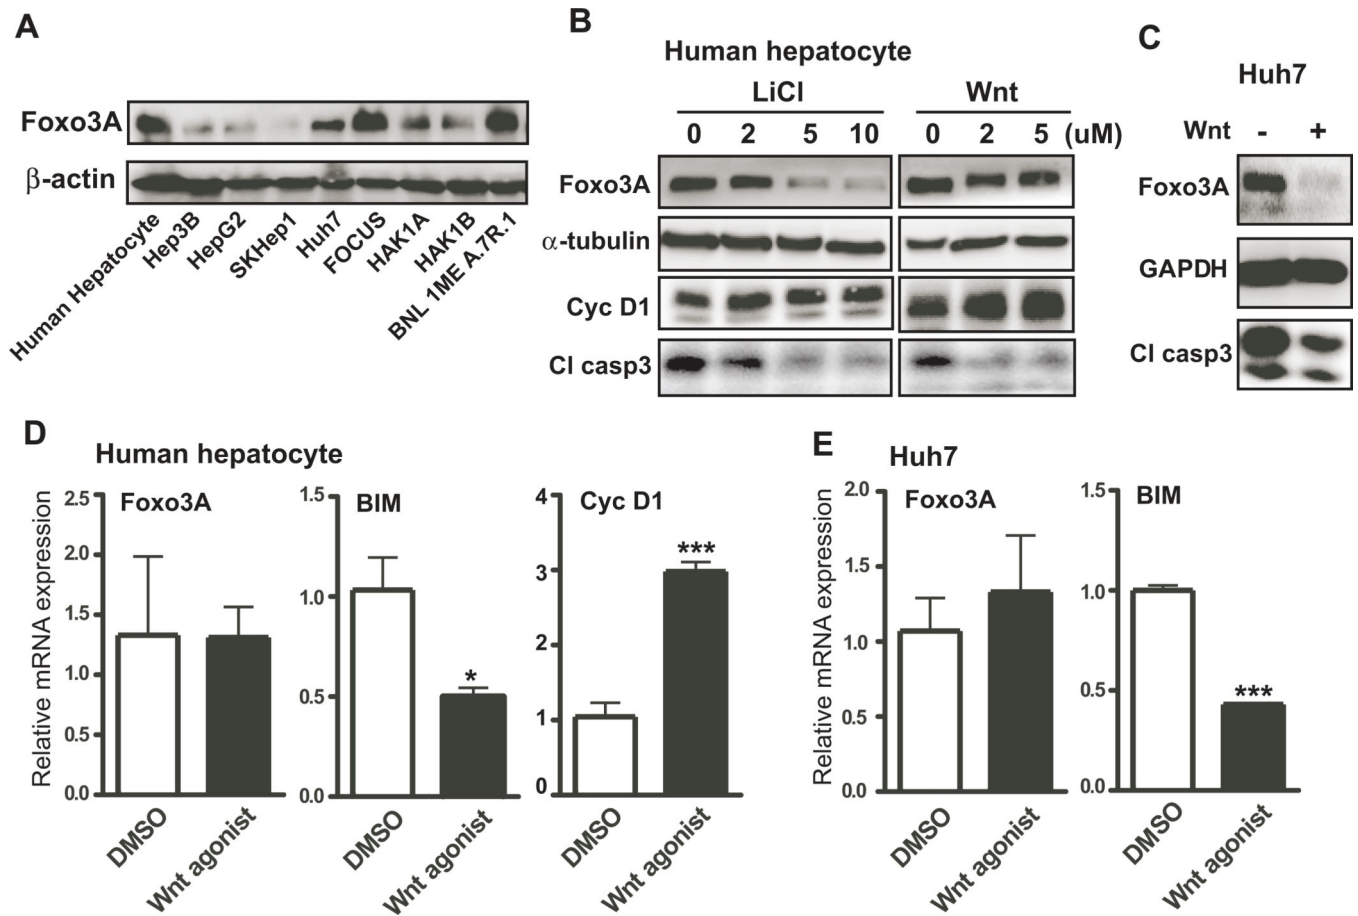 A
Foxo3A
β-actin
Human Hepatocyte
Hep3B
HepG2
SKHep1
Huh7
FOCUS
HAK1A
HAK1B
BNL 1ME A.7R.1
B
Human hepatocyte
LiCl Wnt
0 2 5 10 0 2 5 (uM)
Foxo3A
α-tubulin
Cyc D1
Cl casp3
C
Huh7
Wnt - +
Foxo3A
GAPDH
Cl casp3
D
Human hepatocyte
Relative mRNA expression
Foxo3A
2.5
2.0
1.5
1.0
0.5
0.0
DMSO
Wnt agonist
BIM
1.5
1.0
0.5
0.0
*
DMSO
Wnt agonist
Cyc D1
4
3
2
1
0
***
DMSO
Wnt agonist
E
Huh7
Relative mRNA expression
Foxo3A
2.0
1.5
1.0
0.5
0.0
DMSO
Wnt agonist
BIM
1.5
1.0
0.5
0.0
***
DMSO
Wnt agonist